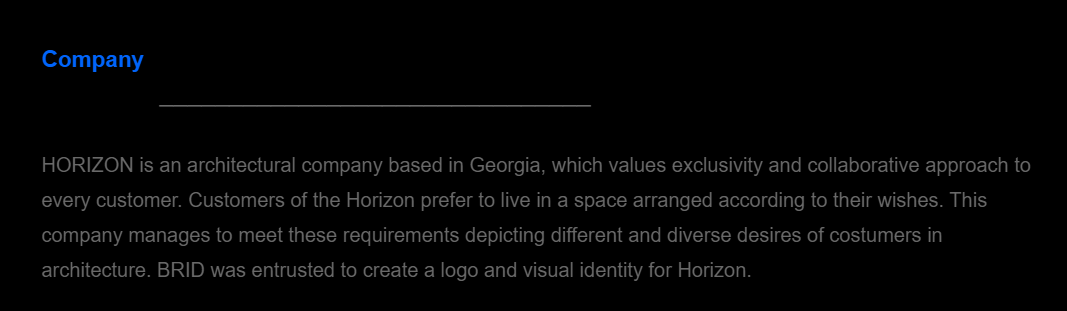 Company
HORIZON is an architectural company based in Georgia, which values exclusivity and collaborative approach to
every customer. Customers of the Horizon prefer to live in a space arranged according to their wishes. This
company manages to meet these requirements depicting different and diverse desires of costumers in
architecture. BRID was entrusted to create a logo and visual identity for Horizon.